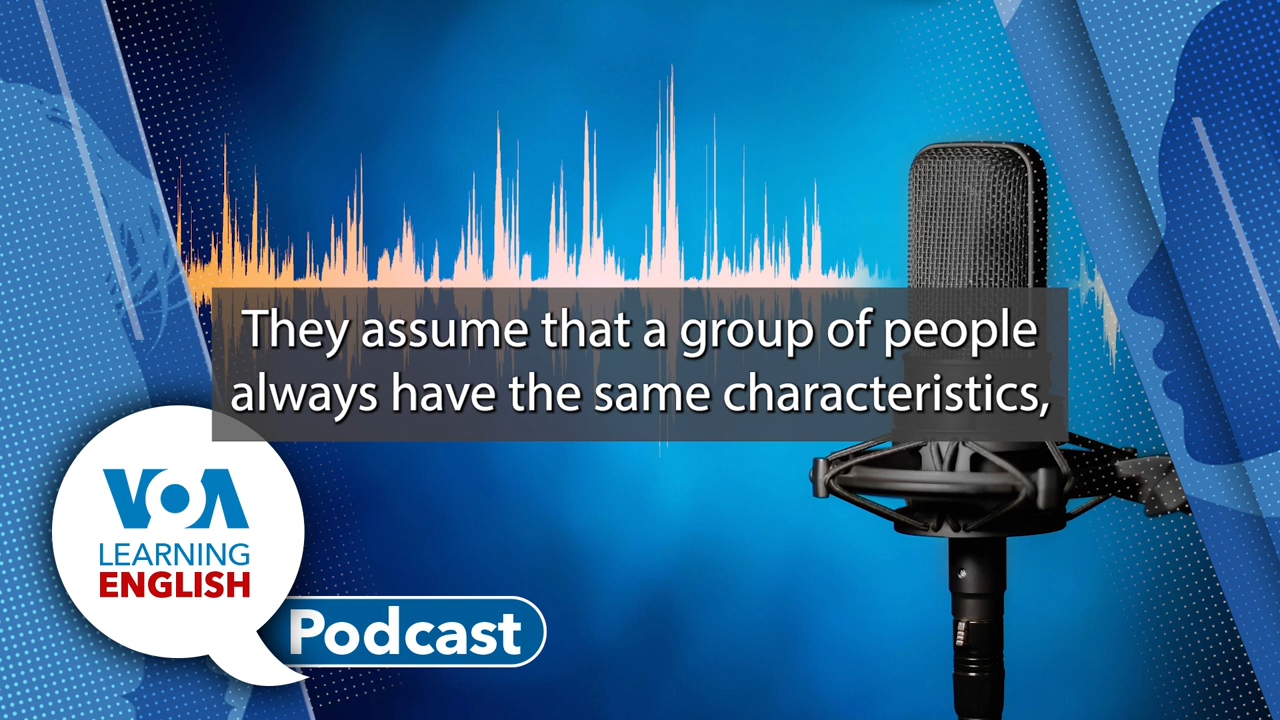 They assume that a group of people
always have the same characteristics,
VOA
LEARNING
ENGLISH
Podcast